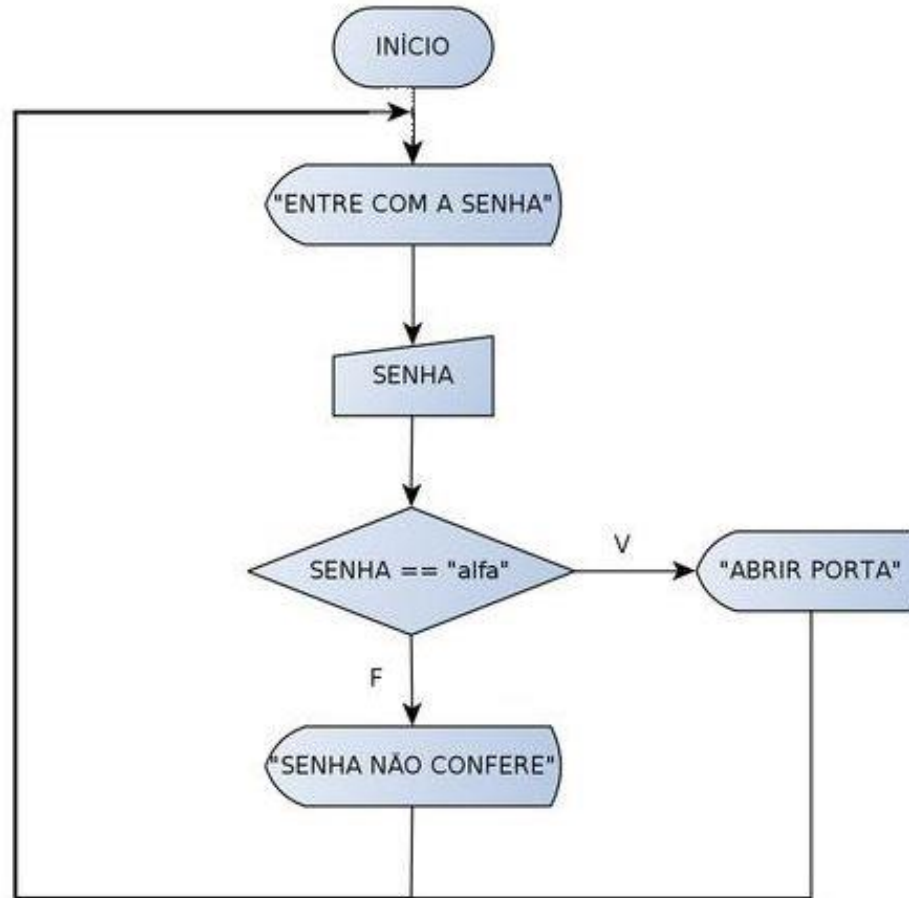 INÍCIO
"ENTRE COM A SENHA"
SENHA
SENHA == "alfa"
V
"ABRIR PORTA"
F
"SENHA NÃO CONFERE"